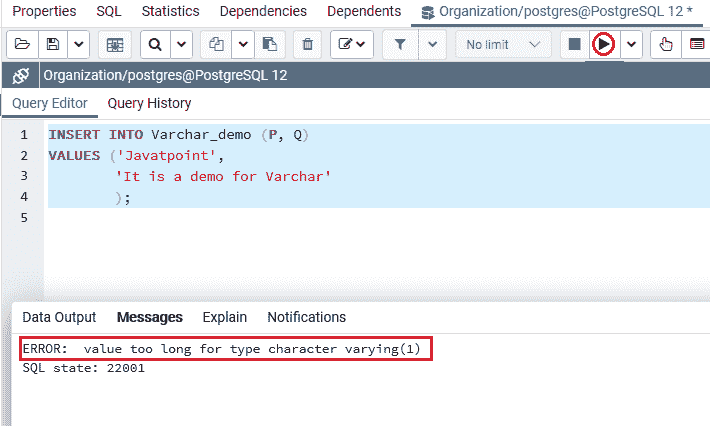 Properties SQL Statistics Dependencies Dependents Organization/postgres@PostgreSQL 12 *
No limit
Organization/postgres@PostgreSQL 12
Query Editor Query History
1 INSERT INTO Varchar_demo (P, Q)
2 VALUES ('Javatpoint',
3 'It is a demo for Varchar'
4 );
5
Data Output Messages Explain Notifications
ERROR: value too long for type character varying(1)
SQL state: 22001